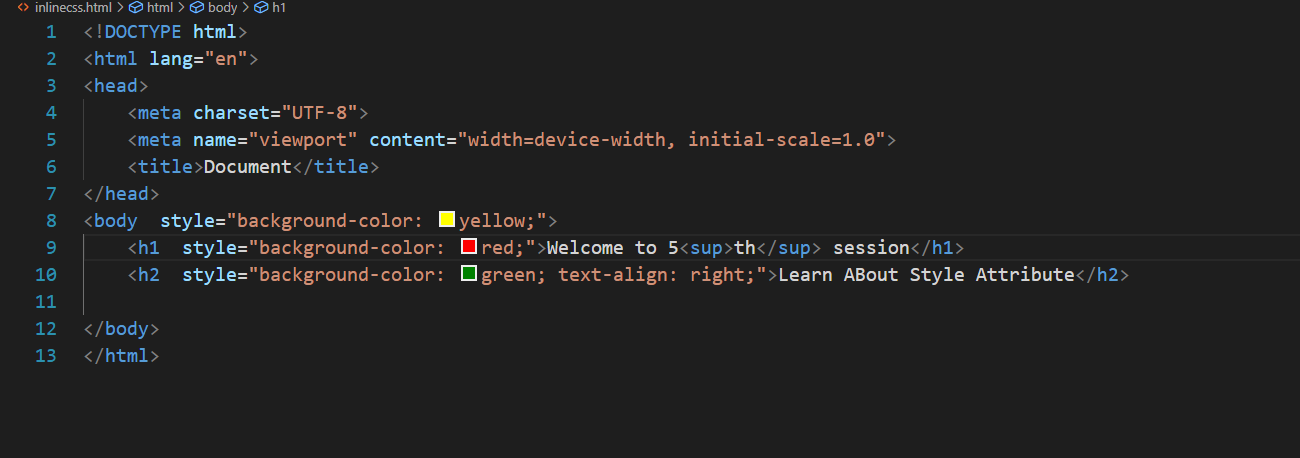 inlinecss.html > html > body > h1
1 <!DOCTYPE html>
2 <html lang="en">
3 <head>
4     <meta charset="UTF-8">
5     <meta name="viewport" content="width=device-width, initial-scale=1.0">
6     <title>Document</title>
7 </head>
8 <body  style="background-color: yellow;">
9     <h1  style="background-color: red;">Welcome to 5<sup>th</sup> session</h1>
10     <h2  style="background-color: green; text-align: right;">Learn ABout Style Attribute</h2>
11
12 </body>
13 </html>